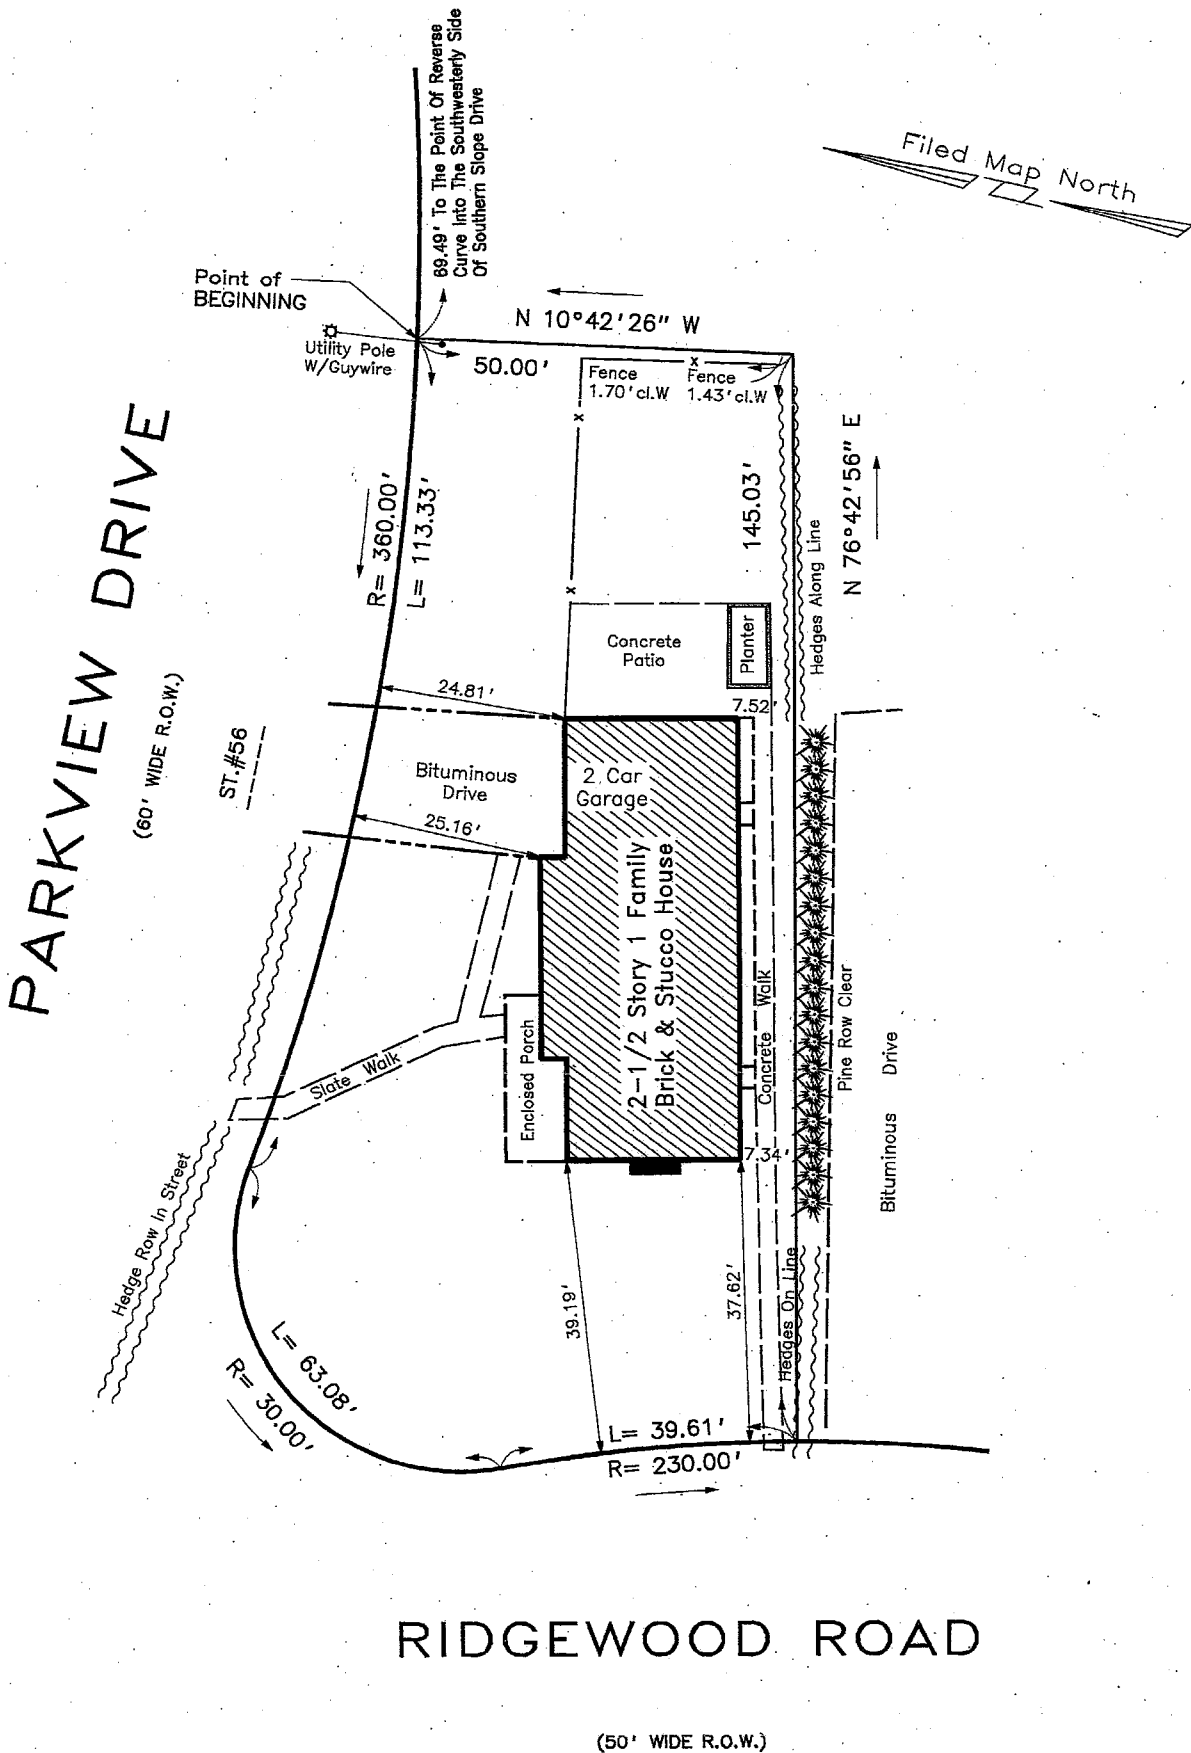 69.49' To The Point Of Reverse
Curve Into The Southwesterly Side
Of Southern Slope Drive
Filed Map North
Point of
BEGINNING
N 10°42'26" W
Utility Pole
W/Guywire
50.00'
Fence
1.70'cl.W
Fence
1.43'cl.W
PARKVIEW DRIVE
(60' WIDE R.O.W.)
R= 360.00'
L= 113.33'
145.03'
N 76°42'56" E
Hedges Along Line
Concrete
Patio
Planter
24.81'
7.52'
ST.#56
Bituminous
Drive
2 Car
Garage
25.16'
2-1/2 Story 1 Family
Brick & Stucco House
Enclosed Porch
Slate Walk
Concrete Walk
Pine Row Clear
Bituminous Drive
7.34'
Hedge Row In Street
39.19'
37.62'
Hedges On Line
L= 63.08'
R= 30.00'
L= 39.61'
R= 230.00'
RIDGEWOOD ROAD
(50' WIDE R.O.W.)